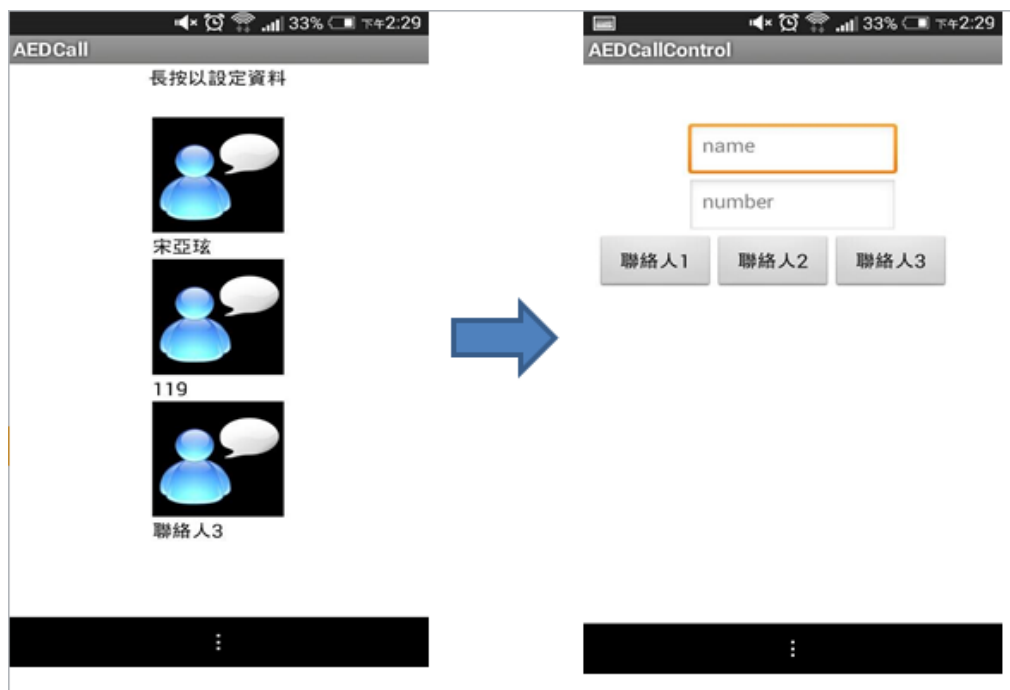 33% 下午2:29
AEDCall
長按以設定資料
宋亞玹
119
聯絡人3
33% 下午2:29
AEDCallControl
name
number
聯絡人1 聯絡人2 聯絡人3